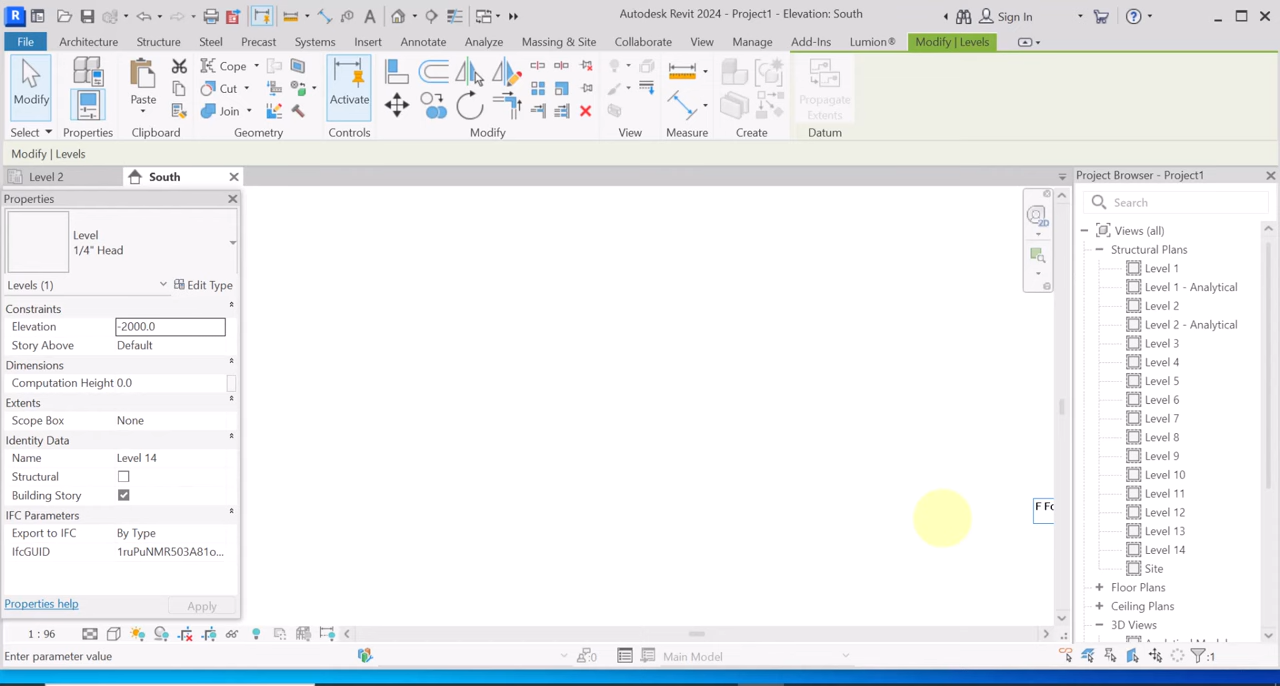 Autodesk Revit 2024 - Project1 - Elevation: South
Sign In
File Architecture Structure Steel Precast Systems Insert Annotate Analyze Massing & Site Collaborate View Manage Add-Ins Lumion® Modify | Levels
Modify
Paste
Cope
Cut
Join
Activate
Propagate
Extents
Select Properties Clipboard Geometry Controls Modify View Measure Create Datum
Modify | Levels
Level 2
South
Properties
Level
1/4" Head
Levels (1)
Edit Type
Constraints
Elevation -2000.0
Story Above Default
Dimensions
Computation Height 0.0
Extents
Scope Box None
Identity Data
Name Level 14
Structural
Building Story
IFC Parameters
Export to IFC By Type
IfcGUID 1ruPuNMR503A81o...
Properties help
Apply
2D
F Fo
Project Browser - Project1
Search
Views (all)
Structural Plans
Level 1
Level 1 - Analytical
Level 2
Level 2 - Analytical
Level 3
Level 4
Level 5
Level 6
Level 7
Level 8
Level 9
Level 10
Level 11
Level 12
Level 13
Level 14
Site
Floor Plans
Ceiling Plans
3D Views
1 : 96
Enter parameter value
:0
Main Model
:1